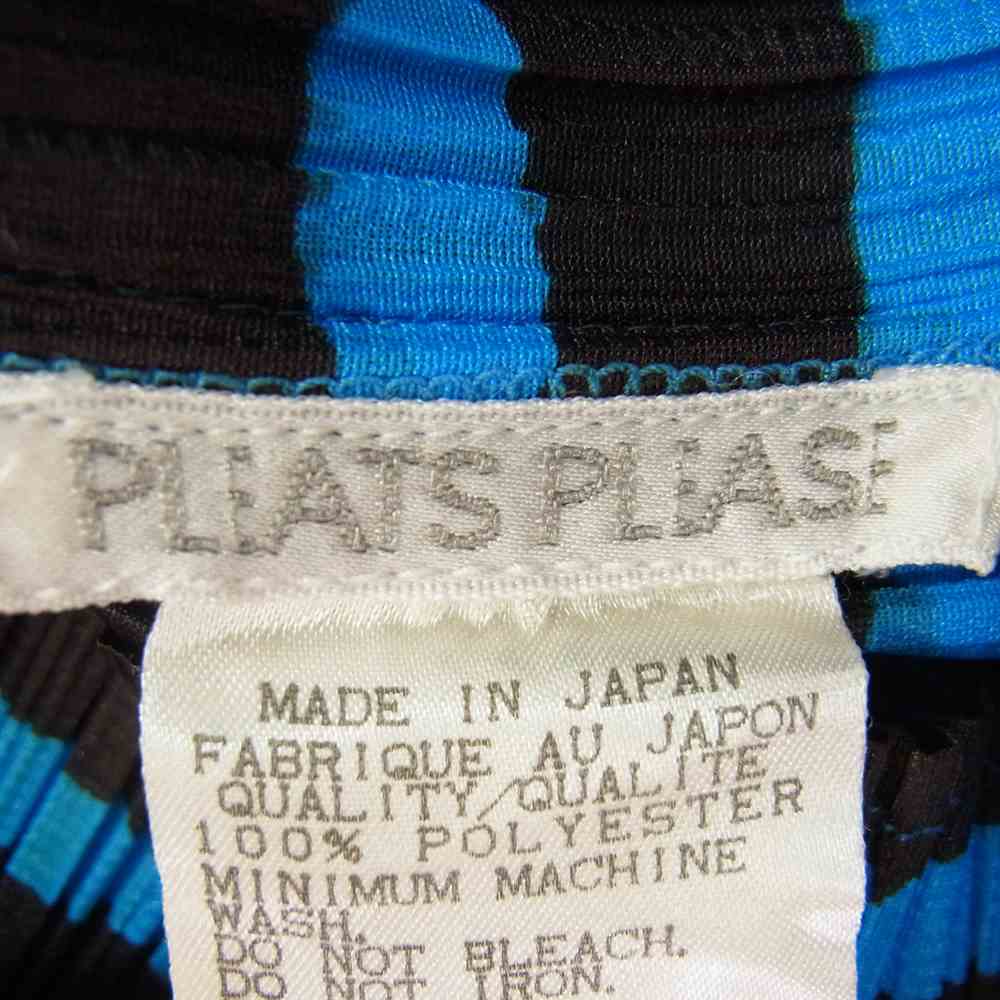 PLEATS PLEASE
MADE IN JAPAN
FABRIQUE AU JAPON
QUALITY/QUALITE
100% POLYESTER
MINIMUM MACHINE
WASH.
DO NOT BLEACH.
DO NOT IRON.